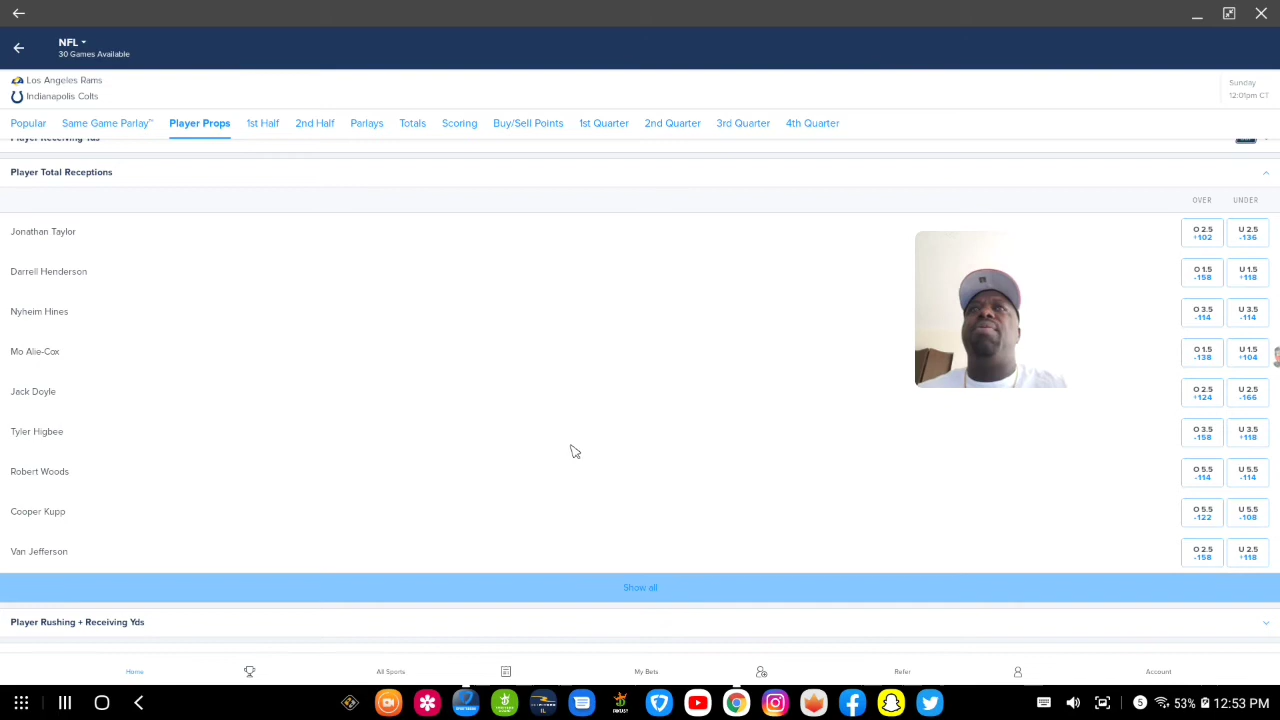 NFL
30 Games Available
Los Angeles Rams
Indianapolis Colts
Sunday
12:01pm CT
Popular Same Game Parlay™ Player Props 1st Half 2nd Half Parlays Totals Scoring Buy/Sell Points 1st Quarter 2nd Quarter 3rd Quarter 4th Quarter
Player Receiving Yds
Player Total Receptions
OVER UNDER
Jonathan Taylor O 2.5 U 2.5
+102 -136
Darrell Henderson O 1.5 U 1.5
-158 +118
Nyheim Hines O 3.5 U 3.5
-114 -114
Mo Alie-Cox O 1.5 U 1.5
-138 +104
Jack Doyle O 2.5 U 2.5
+124 -166
Tyler Higbee O 3.5 U 3.5
-158 +118
Robert Woods O 5.5 U 5.5
-114 -114
Cooper Kupp O 5.5 U 5.5
-122 -108
Van Jefferson O 2.5 U 2.5
-158 +118
Show all
Player Rushing + Receiving Yds
Home All Sports My Bets Refer Account
53% 12:53 PM